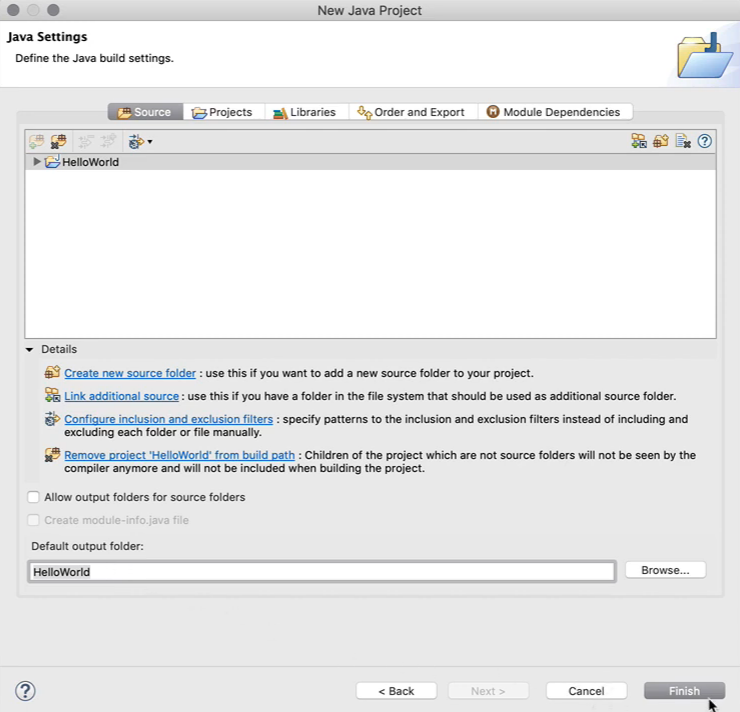 New Java Project
Java Settings
Define the Java build settings.
Source Projects Libraries Order and Export Module Dependencies
HelloWorld
Details
Create new source folder : use this if you want to add a new source folder to your project.
Link additional source : use this if you have a folder in the file system that should be used as additional source folder.
Configure inclusion and exclusion filters : specify patterns to the inclusion and exclusion filters instead of including and
excluding each folder or file manually.
Remove project 'HelloWorld' from build path : Children of the project which are not source folders will not be seen by the
compiler anymore and will not be included when building the project.
Allow output folders for source folders
Create module-info.java file
Default output folder:
HelloWorld Browse...
? < Back Next > Cancel Finish